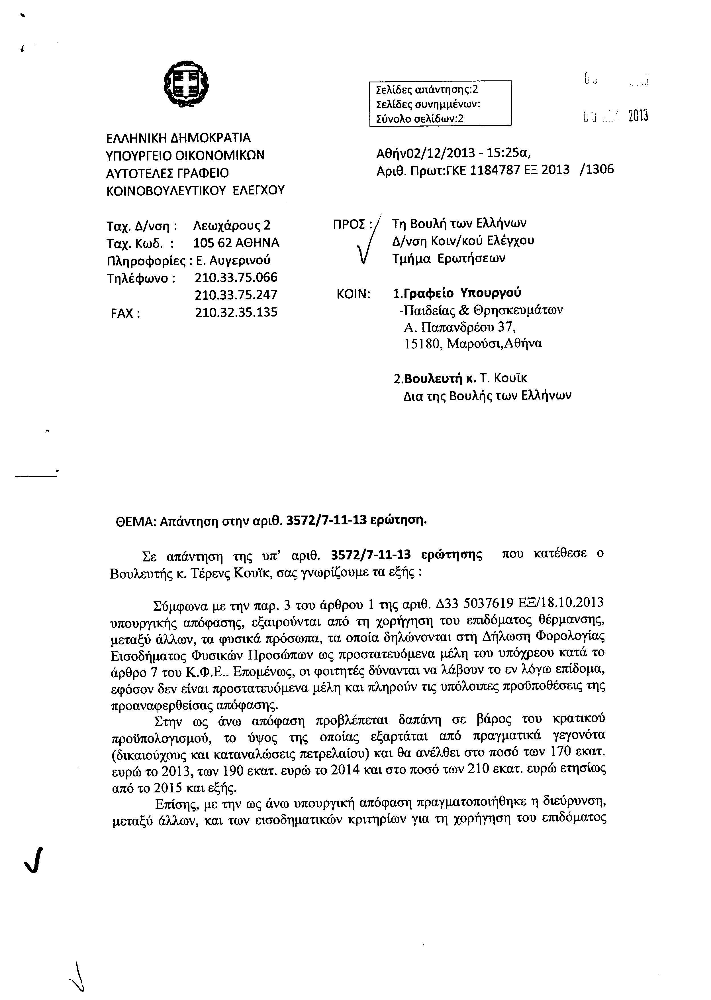 Σελίδες απάντησης:2
Σελίδες συνημμένων:
Σύνολο σελίδων:2
2013
ΕΛΛΗΝΙΚΗ ΔΗΜΟΚΡΑΤΙΑ
ΥΠΟΥΡΓΕΙΟ ΟΙΚΟΝΟΜΙΚΩΝ
ΑΥΤΟΤΕΛΕΣ ΓΡΑΦΕΙΟ
ΚΟΙΝΟΒΟΥΛΕΥΤΙΚΟΥ ΕΛΕΓΧΟΥ
Αθήν02/12/2013 - 15:25α,
Αριθ. Πρωτ:ΓΚΕ 1184787 ΕΞ 2013 /1306
Ταχ. Δ/νση : Λεωχάρους 2
Ταχ. Κωδ. : 105 62 ΑΘΗΝΑ
Πληροφορίες : Ε. Αυγερινού
Τηλέφωνο : 210.33.75.066
210.33.75.247
FAX : 210.32.35.135
ΠΡΟΣ : Τη Βουλή των Ελλήνων
Δ/νση Κοιν/κού Ελέγχου
Τμήμα Ερωτήσεων
ΚΟΙΝ: 1.Γραφείο Υπουργού
-Παιδείας & Θρησκευμάτων
Α. Παπανδρέου 37,
15180, Μαρούσι,Αθήνα
2.Βουλευτή κ. Τ. Κουϊκ
Δια της Βουλής των Ελλήνων
ΘΕΜΑ: Απάντηση στην αριθ. 3572/7-11-13 ερώτηση.
Σε απάντηση της υπ’ αριθ. 3572/7-11-13 ερώτησης που κατέθεσε ο
Βουλευτής κ. Τέρενς Κουϊκ, σας γνωρίζουμε τα εξής :
Σύμφωνα με την παρ. 3 του άρθρου 1 της αριθ. Δ33 5037619 ΕΞ/18.10.2013
υπουργικής απόφασης, εξαιρούνται από τη χορήγηση του επιδόματος θέρμανσης,
μεταξύ άλλων, τα φυσικά πρόσωπα, τα οποία δηλώνονται στη Δήλωση Φορολογίας
Εισοδήματος Φυσικών Προσώπων ως προστατευόμενα μέλη του υπόχρεου κατά το
άρθρο 7 του Κ.Φ.Ε.. Επομένως, οι φοιτητές δύνανται να λάβουν το εν λόγω επίδομα,
εφόσον δεν είναι προστατευόμενα μέλη και πληρούν τις υπόλοιπες προϋποθέσεις της
προαναφερθείσας απόφασης.
Στην ως άνω απόφαση προβλέπεται δαπάνη σε βάρος του κρατικού
προϋπολογισμού, το ύψος της οποίας εξαρτάται από πραγματικά γεγονότα
(δικαιούχους και καταναλώσεις πετρελαίου) και θα ανέλθει στο ποσό των 170 εκατ.
ευρώ το 2013, των 190 εκατ. ευρώ το 2014 και στο ποσό των 210 εκατ. ευρώ ετησίως
από το 2015 και εξής.
Επίσης, με την ως άνω υπουργική απόφαση πραγματοποιήθηκε η διεύρυνση,
μεταξύ άλλων, και των εισοδηματικών κριτηρίων για τη χορήγηση του επιδόματος